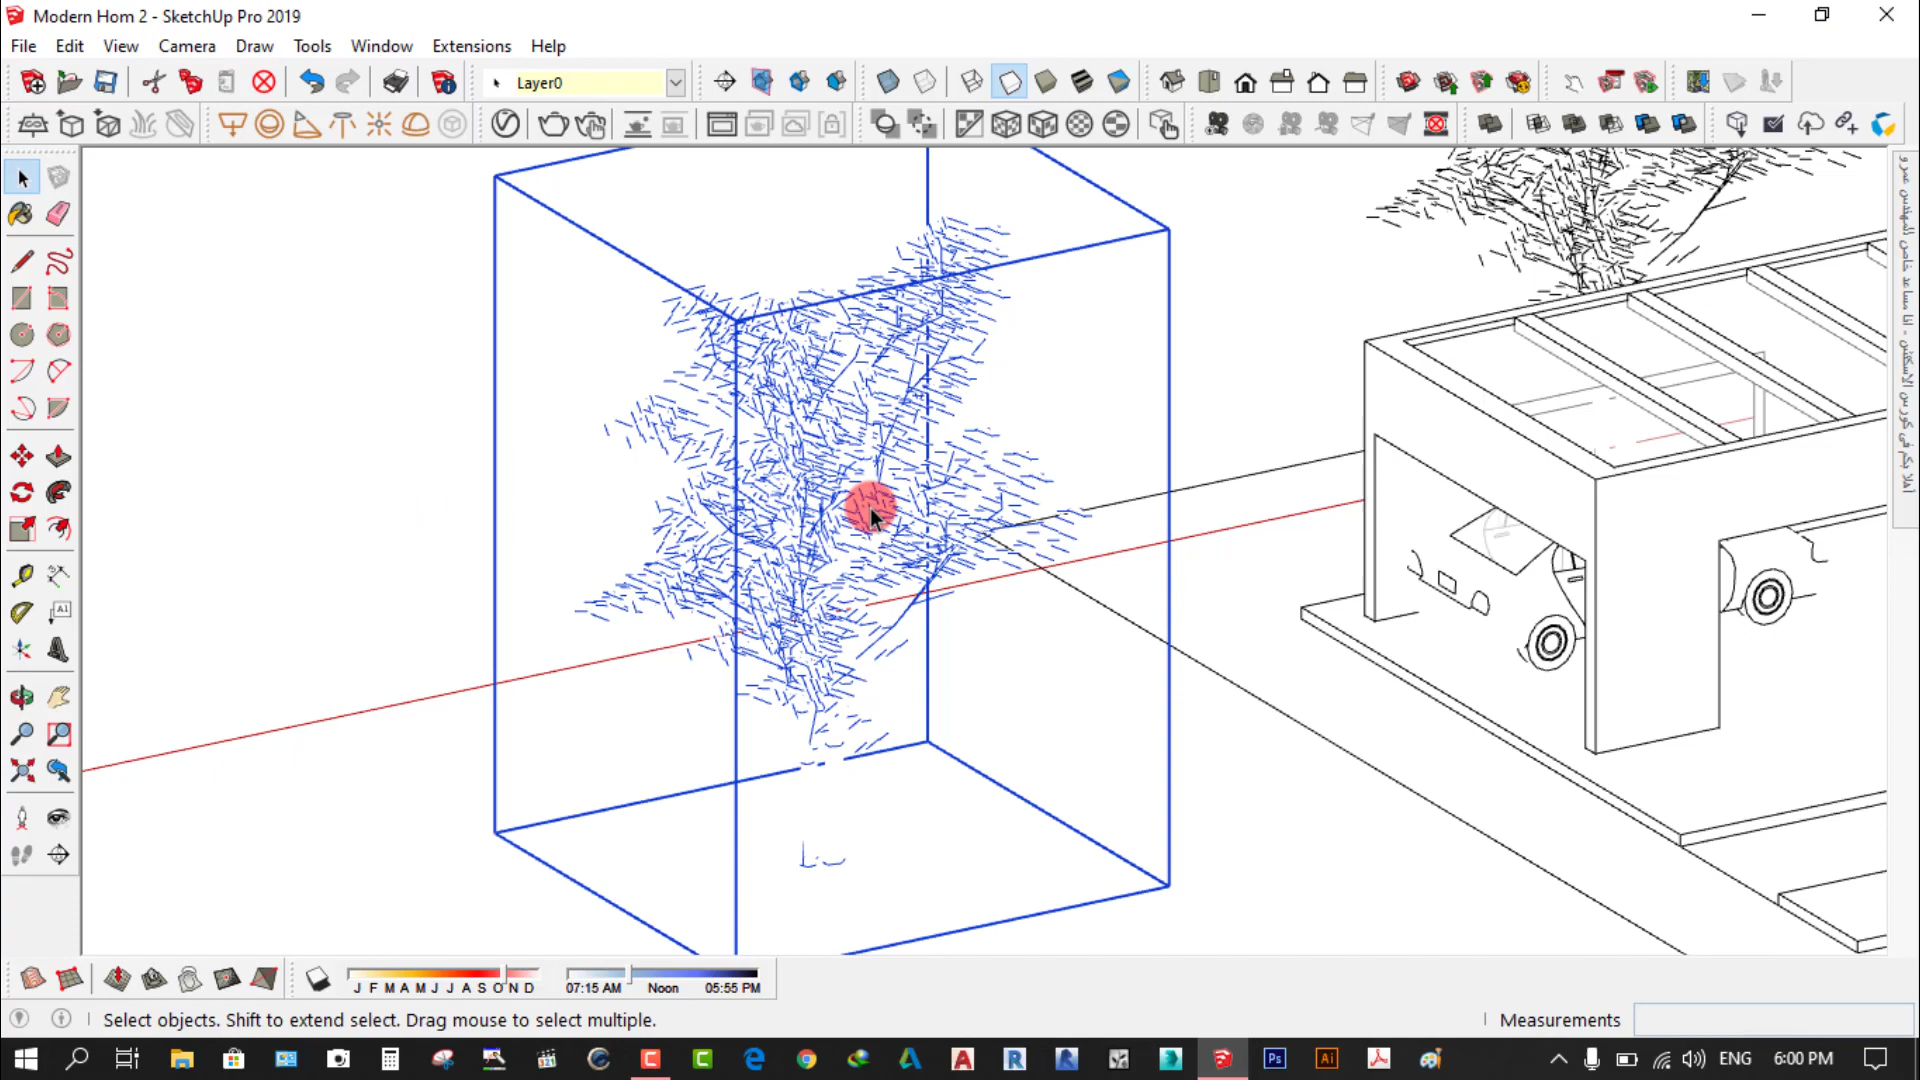 Modern Hom 2 - SketchUp Pro 2019
File Edit View Camera Draw Tools Window Extensions Help
Layer0
A1
J F M A M J J A S O N D
07:15 AM Noon 05:55 PM
Select objects. Shift to extend select. Drag mouse to select multiple.
Measurements
ENG 6:00 PM